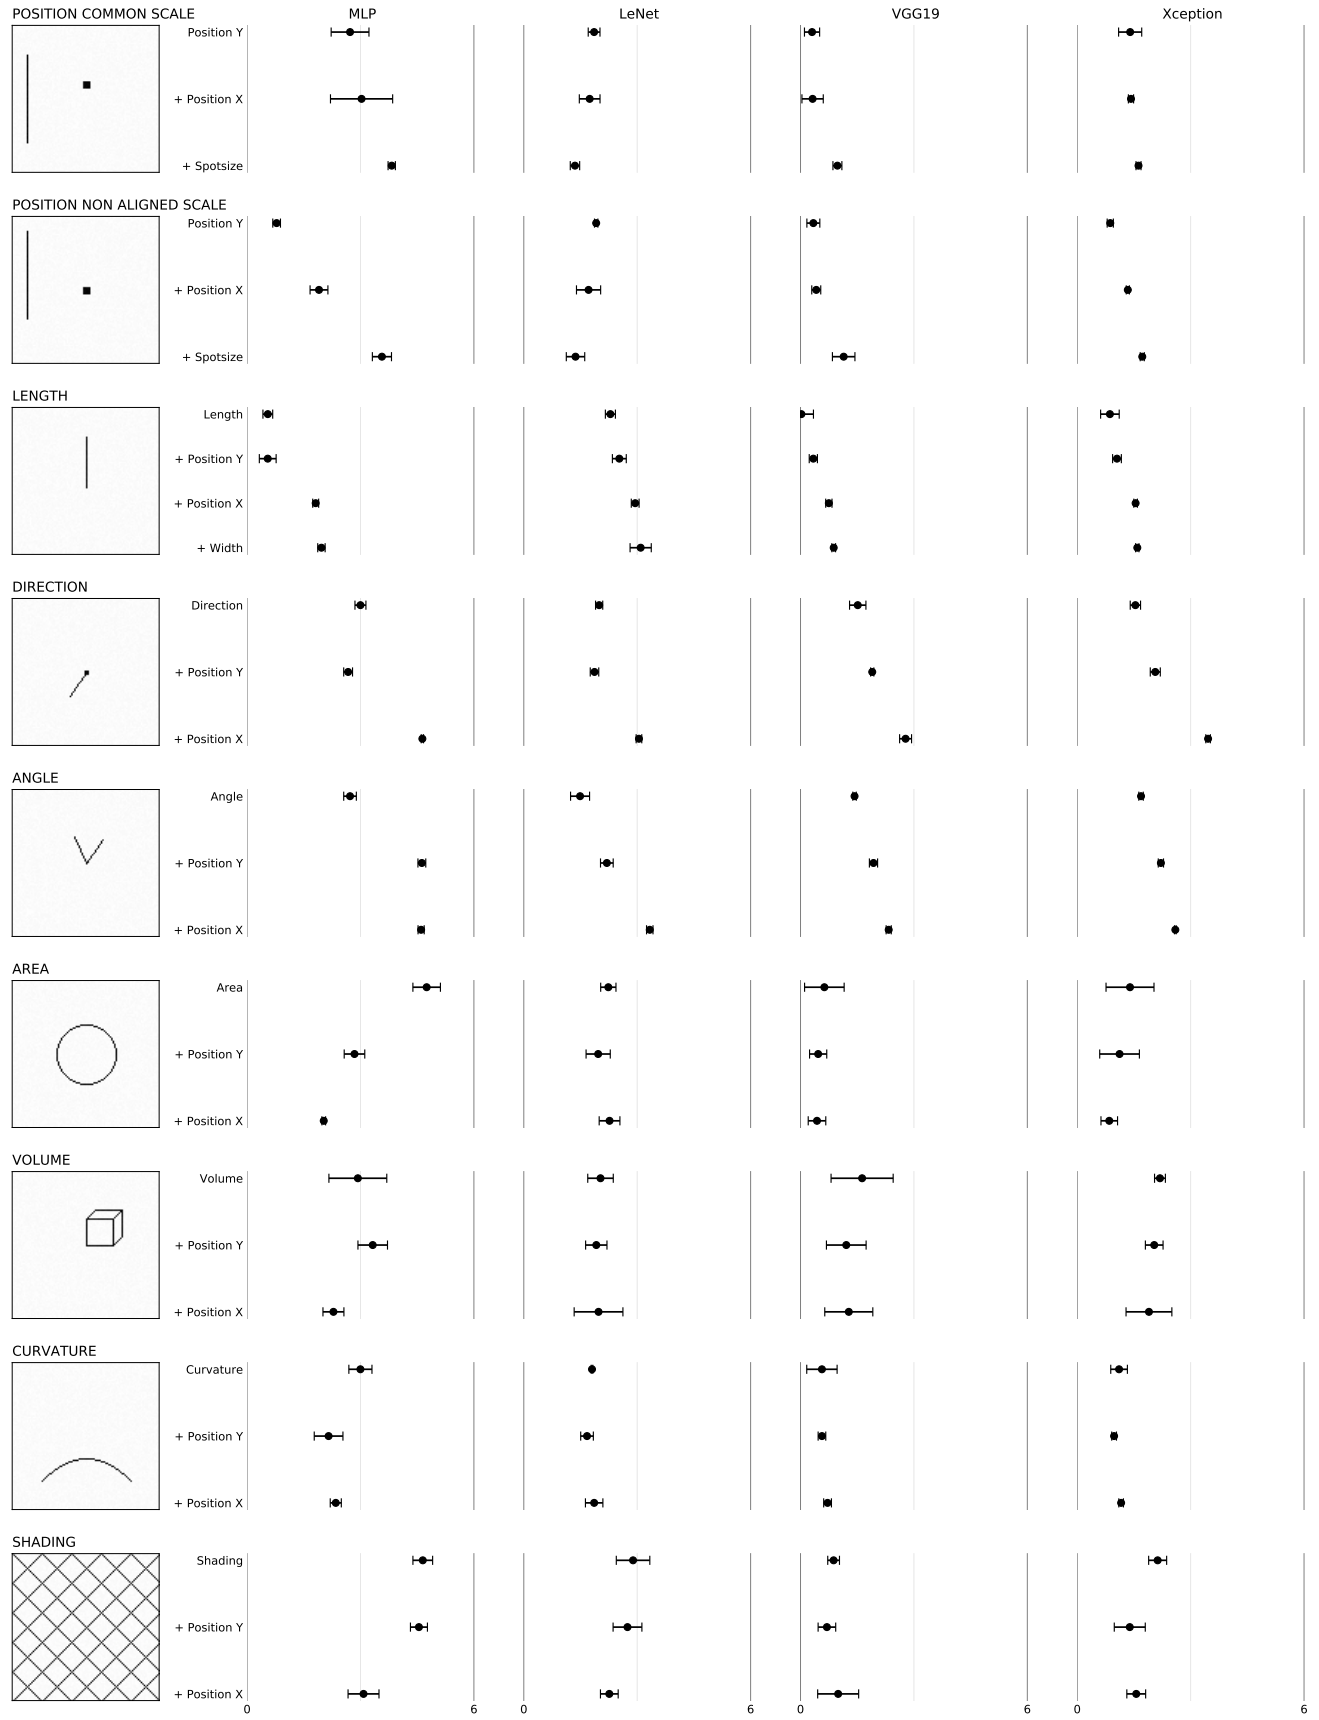 POSITION COMMON SCALE MLP LeNet VGG19 Xception
Position Y
+ Position X
+ Spotsize
POSITION NON ALIGNED SCALE
Position Y
+ Position X
+ Spotsize
LENGTH
Length
+ Position Y
+ Position X
+ Width
DIRECTION
Direction
+ Position Y
+ Position X
ANGLE
Angle
+ Position Y
+ Position X
AREA
Area
+ Position Y
+ Position X
VOLUME
Volume
+ Position Y
+ Position X
CURVATURE
Curvature
+ Position Y
+ Position X
SHADING
Shading
+ Position Y
+ Position X
0 6 0 6 0 6 0 6